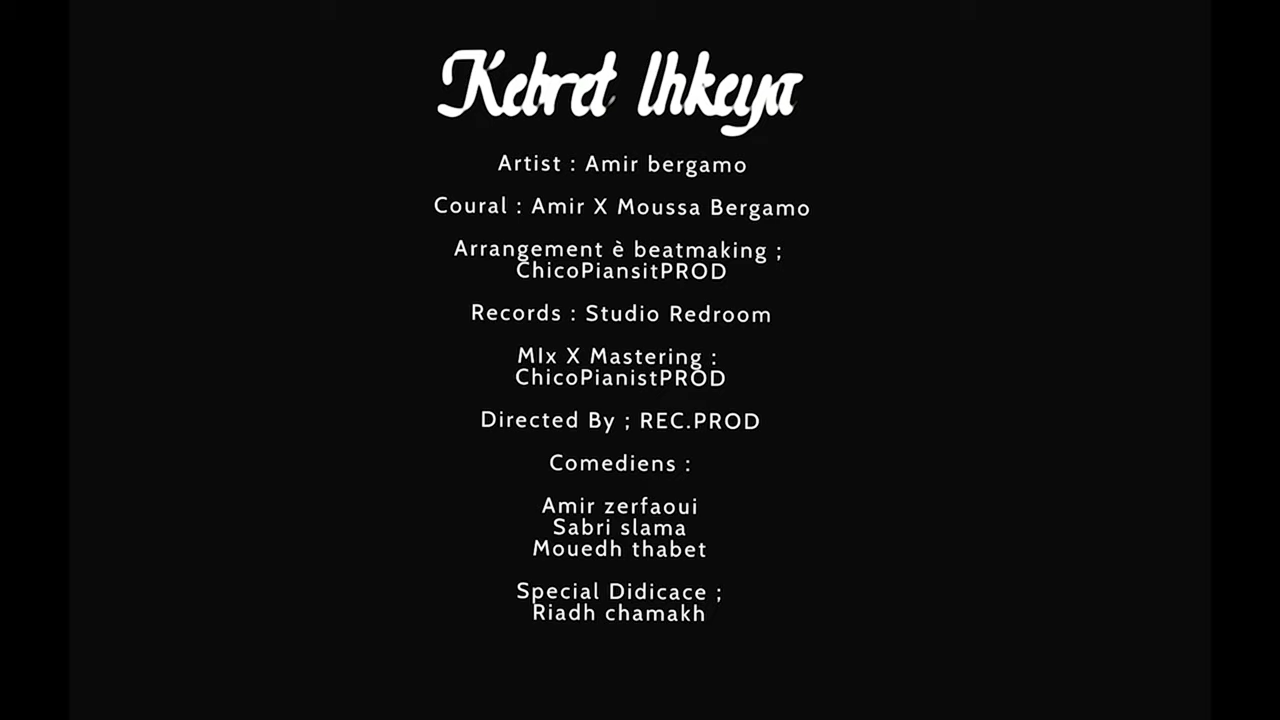 Kebret lhkeya
Artist : Amir bergamo
Coural : Amir X Moussa Bergamo
Arrangement è beatmaking ;
ChicoPiansitPROD
Records : Studio Redroom
MIx X Mastering :
ChicoPianistPROD
Directed By ; REC.PROD
Comediens :
Amir zerfaoui
Sabri slama
Mouedh thabet
Special Didicace ;
Riadh chamakh